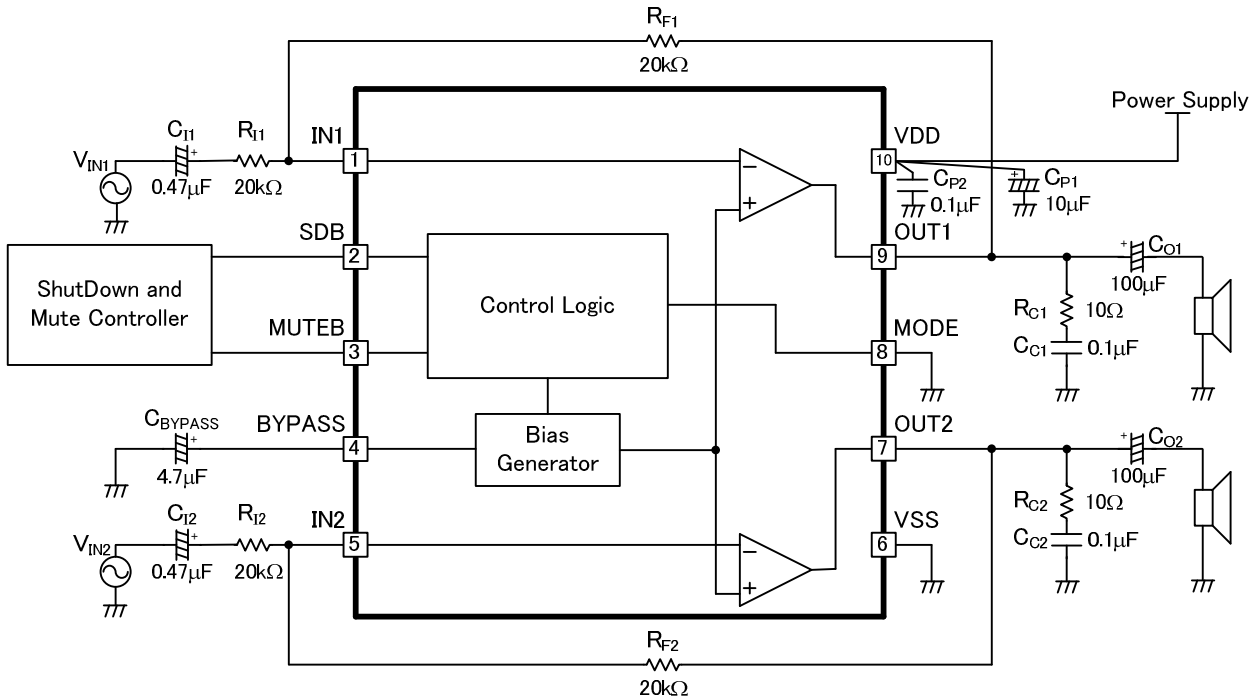 RF1
20kΩ
Power Supply
CI1
+
RI1
IN1
VDD
VIN1
1
10
0.47μF
20kΩ
−
+
CP2
0.1μF
+
CP1
10μF
SDB
OUT1
2
9
+
CO1
100μF
ShutDown and
Mute Controller
Control Logic
RC1
10Ω
MUTEB
MODE
3
8
CC1
0.1μF
CBYPASS
+
BYPASS
OUT2
4
Bias
Generator
7
+
CO2
4.7μF
100μF
CI2
+
RI2
IN2
VSS
RC2
10Ω
VIN2
5
6
CC2
0.1μF
0.47μF
20kΩ
−
+
RF2
20kΩ